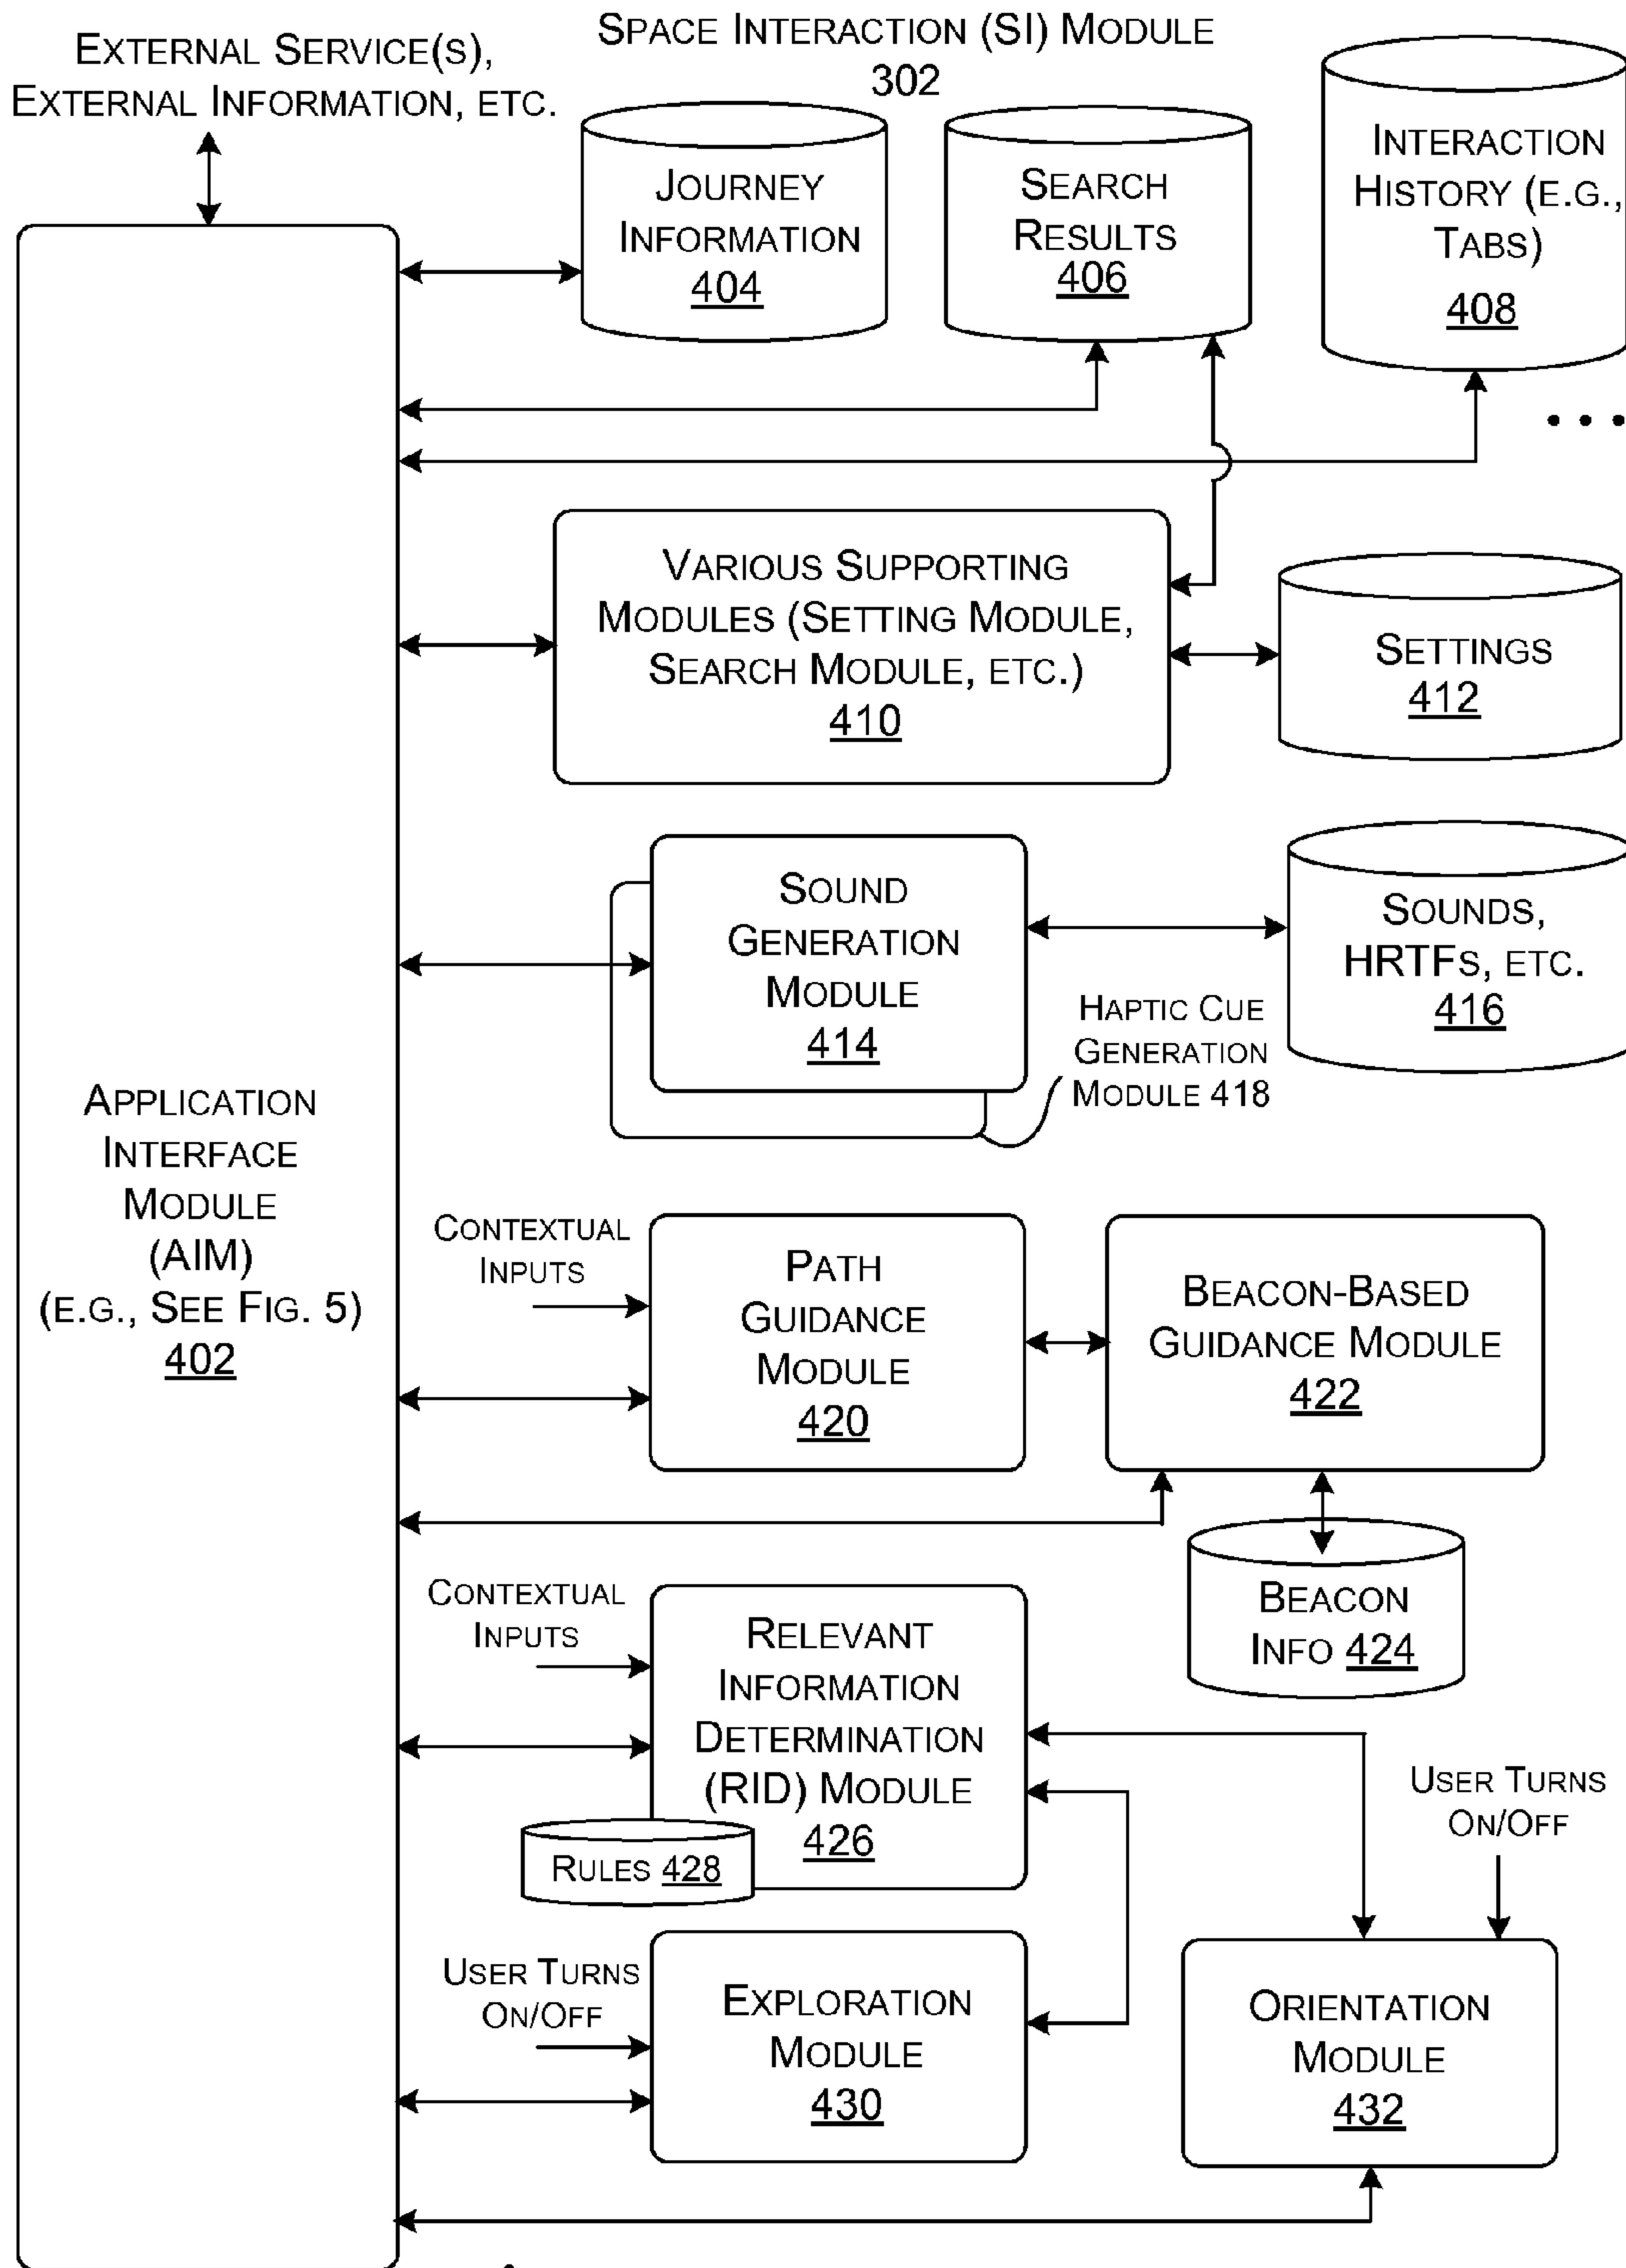 SPACE INTERACTION (SI) MODULE
302
EXTERNAL SERVICE(S),
EXTERNAL INFORMATION, ETC.
JOURNEY
INFORMATION
404
SEARCH
RESULTS
406
INTERACTION
HISTORY (E.G.,
TABS)
408
VARIOUS SUPPORTING
MODULES (SETTING MODULE,
SEARCH MODULE, ETC.)
410
SETTINGS
412
SOUND
GENERATION
MODULE
414
SOUNDS,
HRTFS, ETC.
416
HAPTIC CUE
GENERATION
MODULE 418
APPLICATION
INTERFACE
MODULE
(AIM)
(E.G., SEE FIG. 5)
402
CONTEXTUAL
INPUTS
PATH
GUIDANCE
MODULE
420
BEACON-BASED
GUIDANCE MODULE
422
BEACON
INFO 424
CONTEXTUAL
INPUTS
RELEVANT
INFORMATION
DETERMINATION
(RID) MODULE
426
RULES 428
USER TURNS
ON/OFF
USER TURNS
ON/OFF
EXPLORATION
MODULE
430
ORIENTATION
MODULE
432